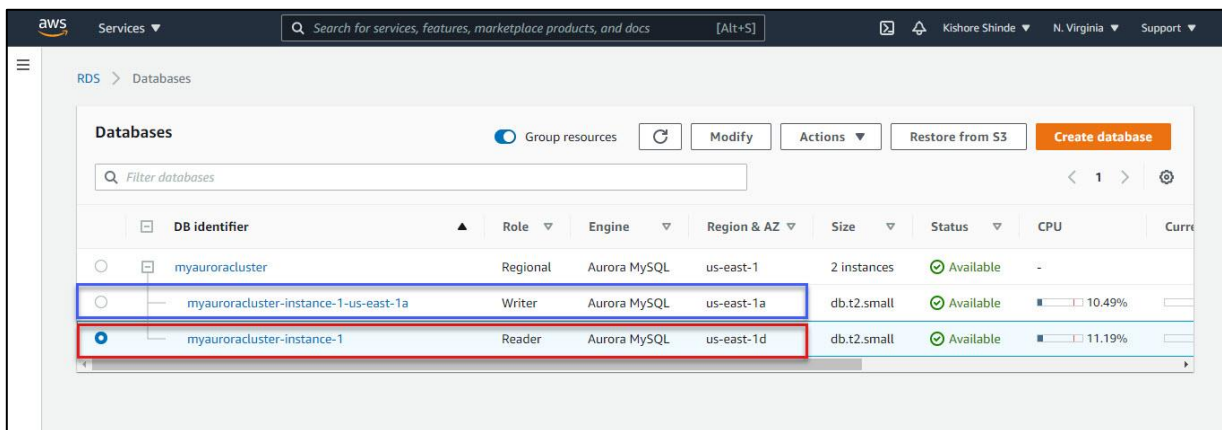 aws Services ▼ Search for services, features, marketplace products, and docs [Alt+S] Kishore Shinde ▼ N. Virginia ▼ Support ▼
RDS > Databases
Databases Group resources Modify Actions ▼ Restore from S3 Create database
Filter databases < 1 >
DB identifier ▲ Role Engine Region & AZ Size Status CPU Curre
myauroracluster Regional Aurora MySQL us-east-1 2 instances Available -
myauroracluster-instance-1-us-east-1a Writer Aurora MySQL us-east-1a db.t2.small Available 10.49%
myauroracluster-instance-1 Reader Aurora MySQL us-east-1d db.t2.small Available 11.19%